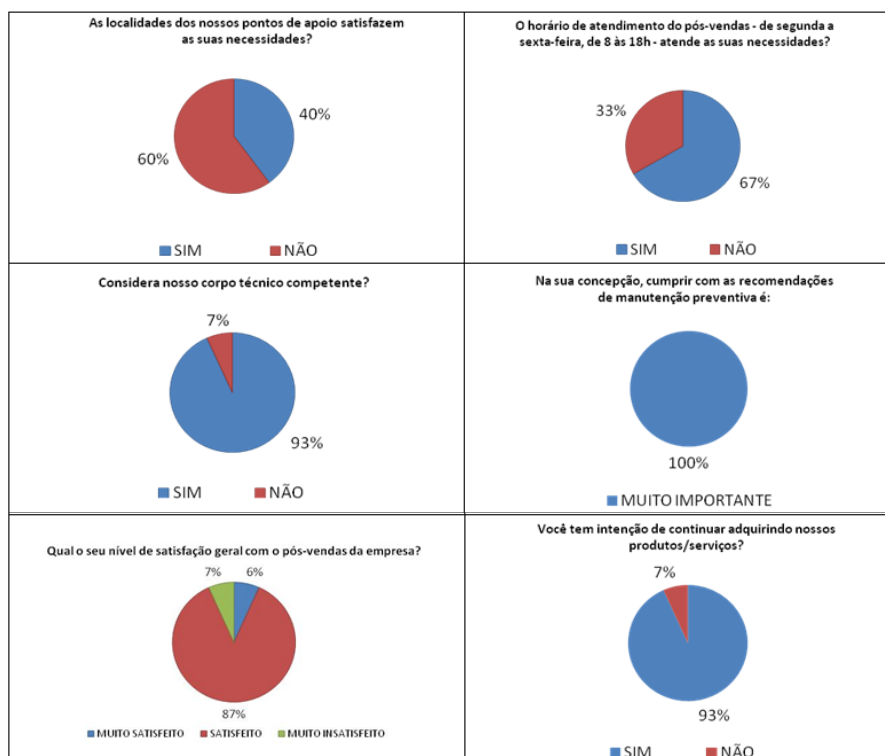 As localidades dos nossos pontos de apoio satisfazem
as suas necessidades?
40%
60%
SIM NÃO
O horário de atendimento do pós-vendas - de segunda a
sexta-feira, de 8 às 18h - atende as suas necessidades?
33%
67%
SIM NÃO
Considera nosso corpo técnico competente?
7%
93%
SIM NÃO
Na sua concepção, cumprir com as recomendações
de manutenção preventiva é:
100%
MUITO IMPORTANTE
Qual o seu nível de satisfação geral com o pós-vendas da empresa?
7% 6%
87%
MUITO SATISFEITO SATISFEITO MUITO INSATISFEITO
Você tem intenção de continuar adquirindo nossos
produtos/serviços?
7%
93%
SIM NÃO